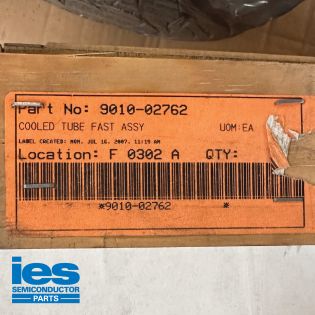 Part No: 9010-02762
COOLED TUBE FAST ASSY UOM:EA
LABEL CREATED: MON, JUL 16, 2007, 11:19 AM
Location: F 0302 A QTY:
*9010-02762 *
ies
SEMICONDUCTOR
PARTS